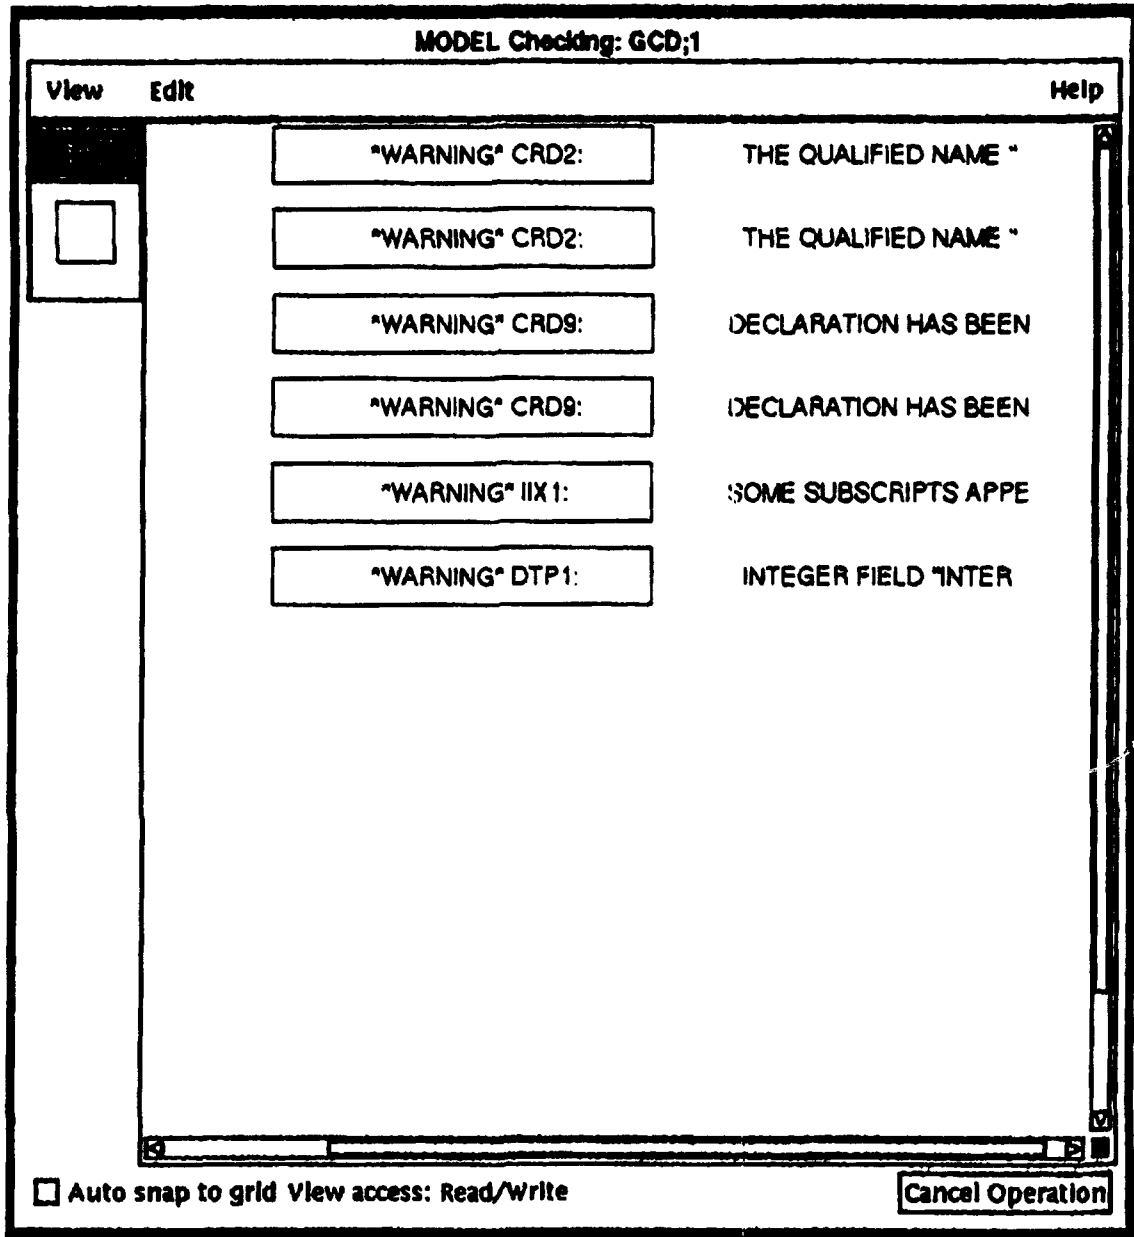 MODEL Checking: GCD;1
View Edit Help
"WARNING" CRD2: THE QUALIFIED NAME "
"WARNING" CRD2: THE QUALIFIED NAME "
"WARNING" CRD9: DECLARATION HAS BEEN
"WARNING" CRD9: DECLARATION HAS BEEN
"WARNING" IIX1: SOME SUBSCRIPTS APPE
"WARNING" DTP1: INTEGER FIELD "INTER
Auto snap to grid View access: Read/Write Cancel Operation